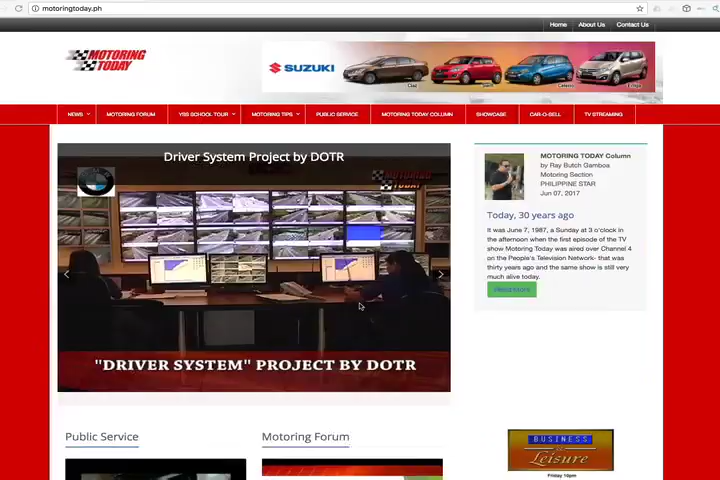 motoringtoday.ph
Home About Us Contact Us
MOTORING
TODAY
SUZUKI
Ciaz Swift Celerio Ertiga
NEWS MOTORING FORUM YSS SCHOOL TOUR MOTORING TIPS PUBLIC SERVICE MOTORING TODAY COLUMN SHOWCASE CAR-O-SELL TV STREAMING
Driver System Project by DOTR
MOTORING
TODAY
"DRIVER SYSTEM" PROJECT BY DOTR
MOTORING TODAY Column
by Ray Butch Gamboa
Motoring Section
PHILIPPINE STAR
Jun 07, 2017
Today, 30 years ago
It was June 7, 1987, a Sunday at 3 o'clock in
the afternoon when the first episode of the TV
show Motoring Today was aired over Channel 4
on the People's Television Network- that was
thirty years ago and the same show is still very
much alive today.
Read More
Public Service
Motoring Forum
BUSINESS
Leisure
Friday 10pm